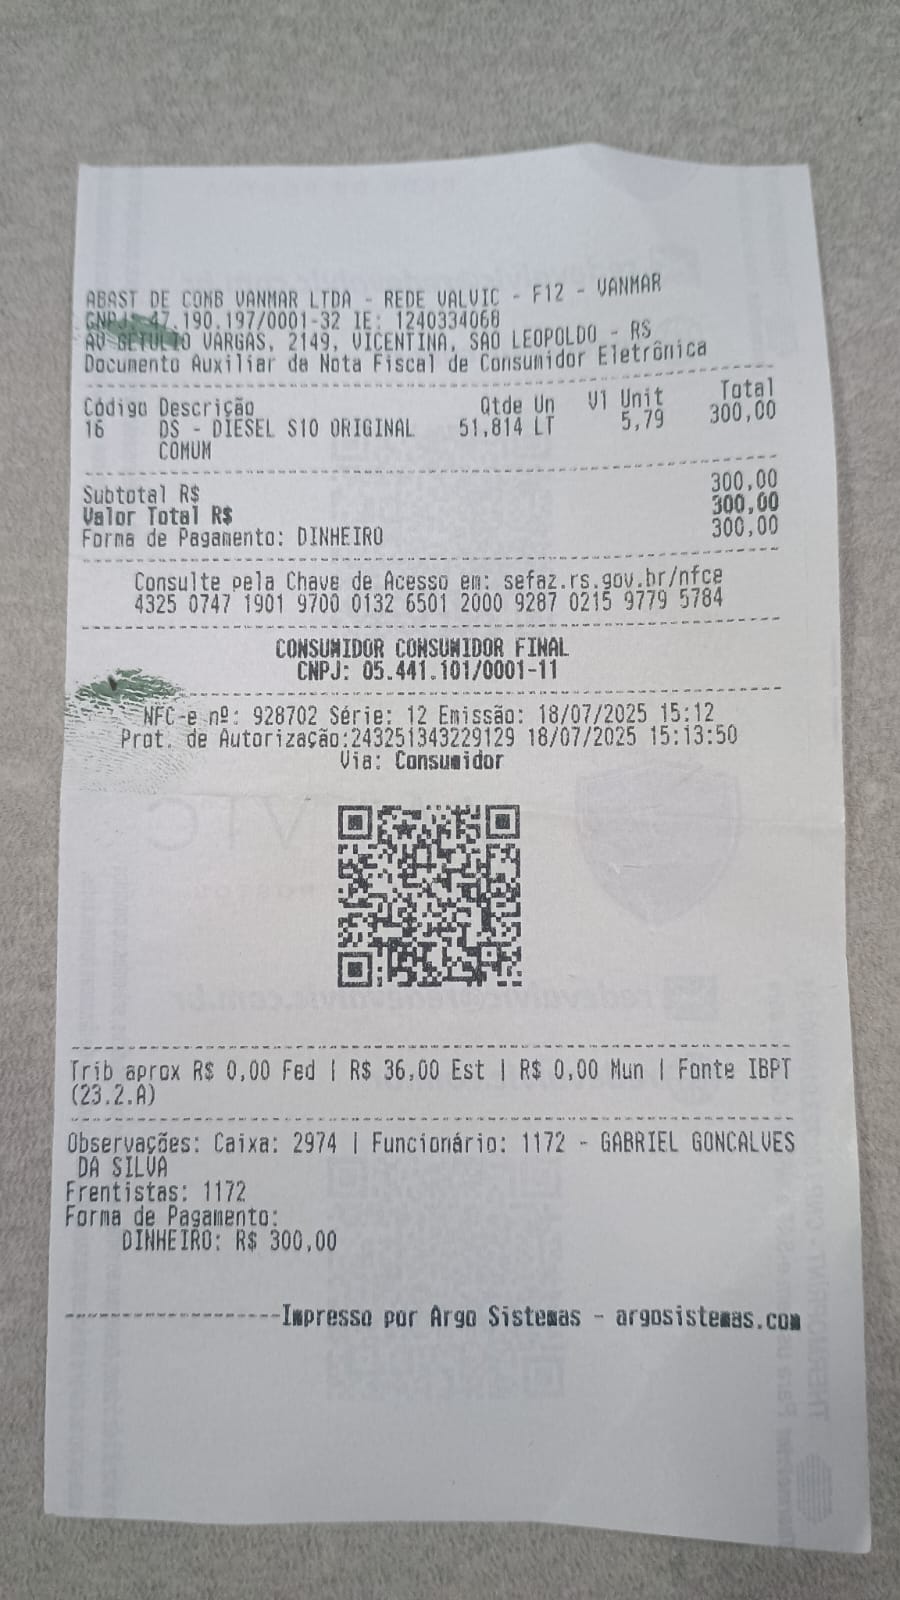 ABAST DE COMB VANMAR LTDA - REDE VALVIC - F12 - VANMAR
CNPJ: 47.190.197/0001-32 IE: 1240334068
AV GETULIO VARGAS, 2149, VICENTINA, SAO LEOPOLDO - RS
Documento Auxiliar da Nota Fiscal de Consumidor Eletrônica
Código Descrição Qtde Un Vl Unit Total
16 DS - DIESEL S10 ORIGINAL 51,814 LT 5,79 300,00
COMUM
Subtotal R$ 300,00
Valor Total R$ 300,00
Forma de Pagamento: DINHEIRO 300,00
Consulte pela Chave de Acesso em: sefaz.rs.gov.br/nfce
4325 0747 1901 9700 0132 6501 2000 9287 0215 9779 5784
CONSUMIDOR CONSUMIDOR FINAL
CNPJ: 05.441.101/0001-11
NFC-e nº: 928702 Série: 12 Emissão: 18/07/2025 15:12
Prot. de Autorização:243251343229129 18/07/2025 15:13:50
Via: Consumidor
Trib aprox R$ 0,00 Fed | R$ 36,00 Est | R$ 0,00 Mun | Fonte IBPT
(23.2.A)
Observações: Caixa: 2974 | Funcionário: 1172 - GABRIEL GONCALVES
DA SILVA
Frentistas: 1172
Forma de Pagamento:
DINHEIRO: R$ 300,00
Impresso por Argo Sistemas - argosistemas.com